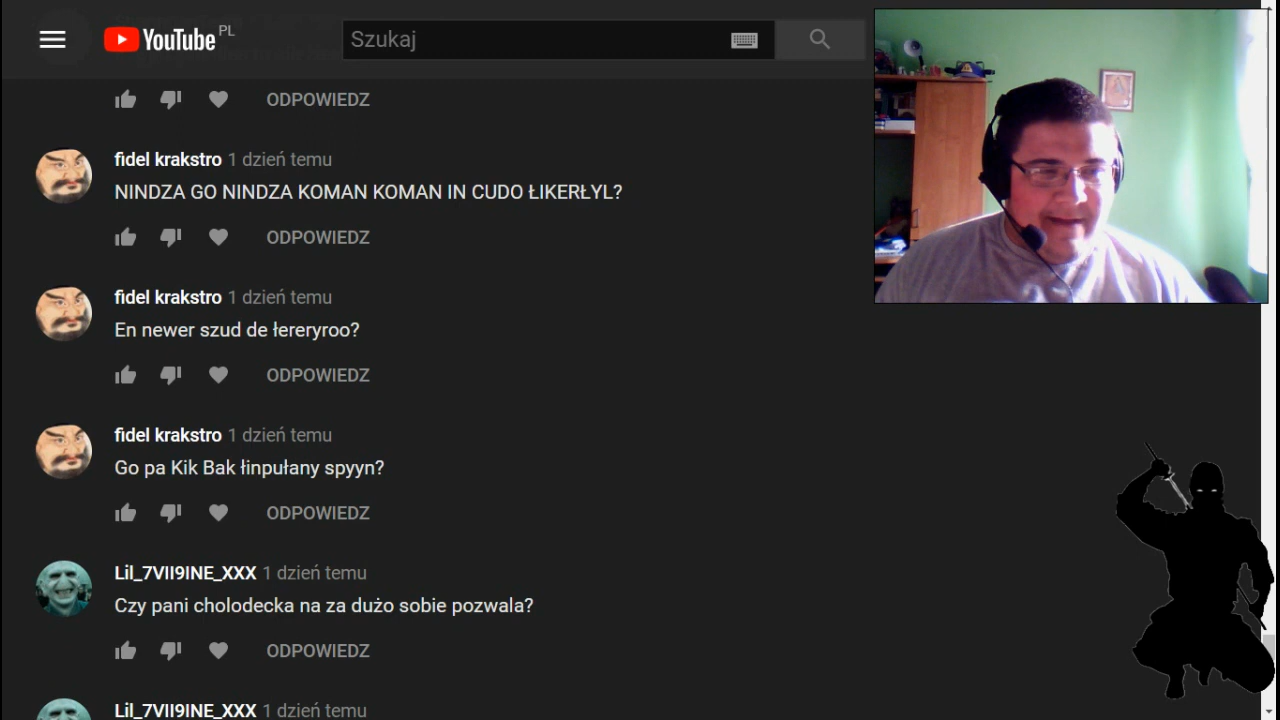 YouTube PL
Szukaj
ODPOWIEDZ
fidel krakstro 1 dzień temu
NINDZA GO NINDZA KOMAN KOMAN IN CUDO ŁIKERŁYL?
ODPOWIEDZ
fidel krakstro 1 dzień temu
En newer szud de łereryroo?
ODPOWIEDZ
fidel krakstro 1 dzień temu
Go pa Kik Bak łinpułany spyyn?
ODPOWIEDZ
Lil_7VII9INE_XXX 1 dzień temu
Czy pani cholodecka na za dużo sobie pozwala?
ODPOWIEDZ
Lil_7VII9INE_XXX 1 dzień temu